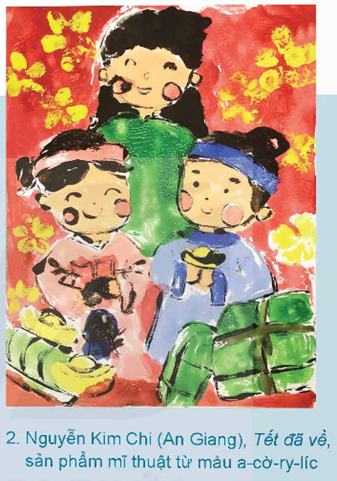 2. Nguyễn Kim Chi (An Giang), Tết đã về,
sản phẩm mĩ thuật từ màu a-cờ-ry-líc